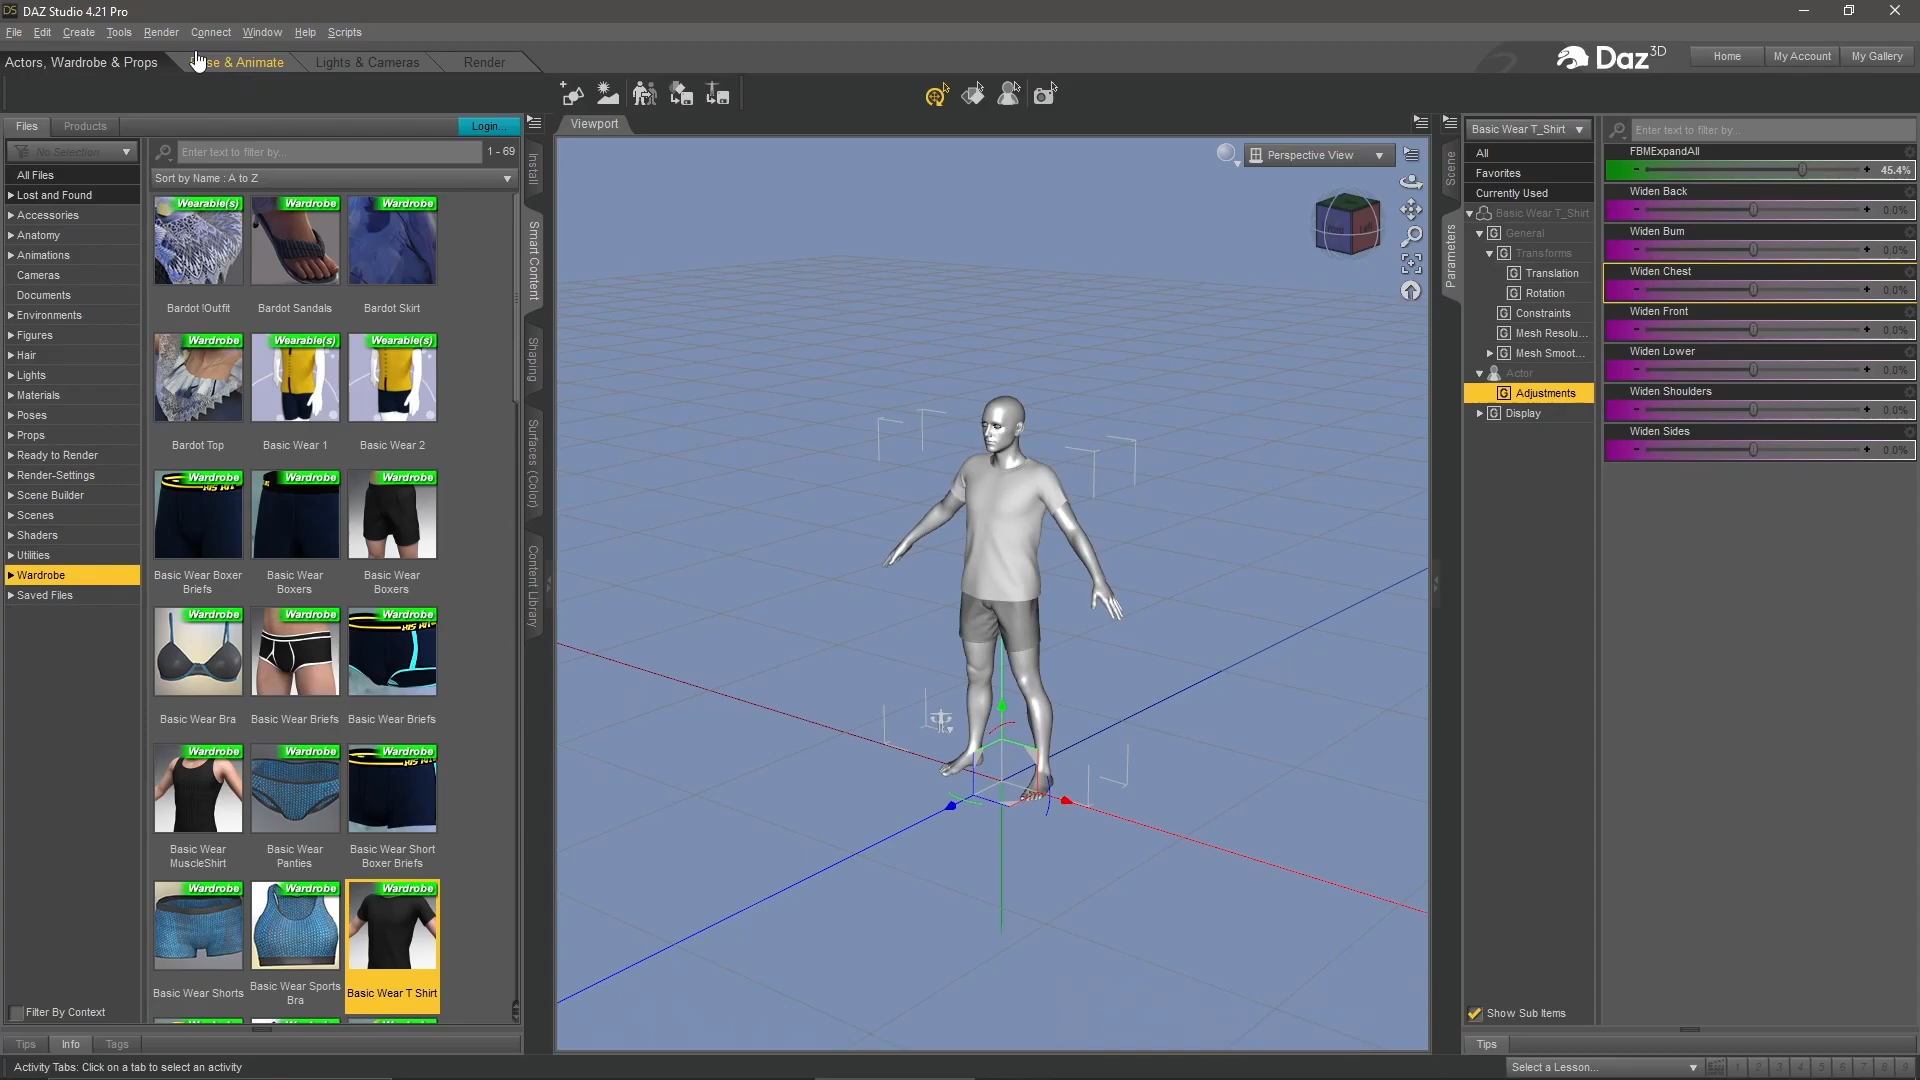 DAZ Studio 4.21 Pro
File Edit Create Tools Render Connect Window Help Scripts
Actors, Wardrobe & Props
se & Animate
Lights & Cameras
Render
Daz 3D
Home
My Account
My Gallery
Files
Products
Login...
No Selection
Enter text to filter by...
1 - 69
Sort by Name : A to Z
All Files
Lost and Found
Accessories
Anatomy
Animations
Cameras
Documents
Environments
Figures
Hair
Lights
Materials
Poses
Props
Ready to Render
Render-Settings
Scene Builder
Scenes
Shaders
Utilities
Wardrobe
Saved Files
Filter By Context
Wearable(s)
Wardrobe
Wardrobe
Bardot !Outfit
Bardot Sandals
Bardot Skirt
Wardrobe
Wearable(s)
Wearable(s)
Bardot Top
Basic Wear 1
Basic Wear 2
Wardrobe
Wardrobe
Wardrobe
Basic Wear Boxer
Briefs
Basic Wear
Boxers
Basic Wear
Boxers
Wardrobe
Wardrobe
Wardrobe
Basic Wear Bra
Basic Wear Briefs
Basic Wear Briefs
Wardrobe
Wardrobe
Wardrobe
Basic Wear
MuscleShirt
Basic Wear
Panties
Basic Wear Short
Boxer Briefs
Wardrobe
Wardrobe
Wardrobe
Basic Wear Shorts
Basic Wear Sports
Bra
Basic Wear T Shirt
Install
Smart Content
Shaping
Surfaces (Color)
Content Library
Viewport
Perspective View
Scene
Parameters
Basic Wear T_Shirt
All
Favorites
Currently Used
Basic Wear T_Shirt
General
Transforms
Translation
Rotation
Constraints
Mesh Resolu...
Mesh Smoot...
Actor
Adjustments
Display
Show Sub Items
Enter text to filter by...
FBMExpandAll
45.4%
Widen Back
0.0%
Widen Bum
0.0%
Widen Chest
0.0%
Widen Front
0.0%
Widen Lower
0.0%
Widen Shoulders
0.0%
Widen Sides
0.0%
Tips
Info
Tags
Tips
Activity Tabs: Click on a tab to select an activity
Select a Lesson...
1 2 3 4 5 6 7 8 9